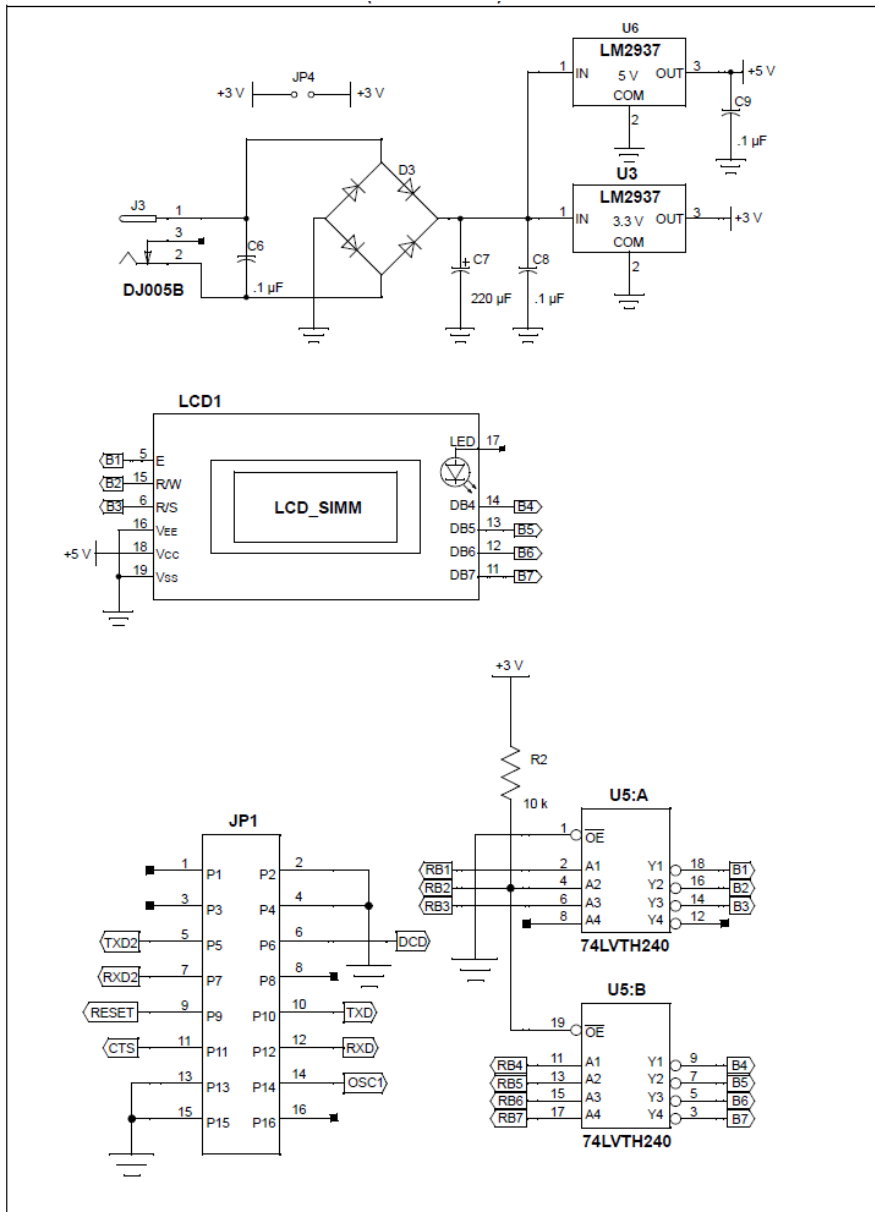 U6
LM2937
1 IN 5 V OUT 3 +5 V
COM
2
C9
.1 µF
JP4
+3 V +3 V
D3
U3
LM2937
1 IN 3.3 V OUT 3 +3 V
COM
2
J3
1
3
2
DJ005B
C6
.1 µF
C7
+
220 µF
C8
.1 µF
LCD1
LED 17
B1 5 E
B2 15 R/W
B3 6 R/S
16 VEE
+5 V 18 VCC
19 VSS
LCD_SIMM
DB4 14 B4
DB5 13 B5
DB6 12 B6
DB7 11 B7
+3 V
R2
10 k
JP1
1 P1 P2 2
3 P3 P4 4
TXD2 5 P5 P6 6 DCD
RXD2 7 P7 P8 8
RESET 9 P9 P10 10 TXD
CTS 11 P11 P12 12 RXD
13 P13 P14 14 OSC1
15 P15 P16 16
U5:A
1 OE
RB1 2 A1 Y1 18 B1
RB2 4 A2 Y2 16 B2
RB3 6 A3 Y3 14 B3
8 A4 Y4 12
74LVTH240
U5:B
19 OE
RB4 11 A1 Y1 9 B4
RB5 13 A2 Y2 7 B5
RB6 15 A3 Y3 5 B6
RB7 17 A4 Y4 3 B7
74LVTH240